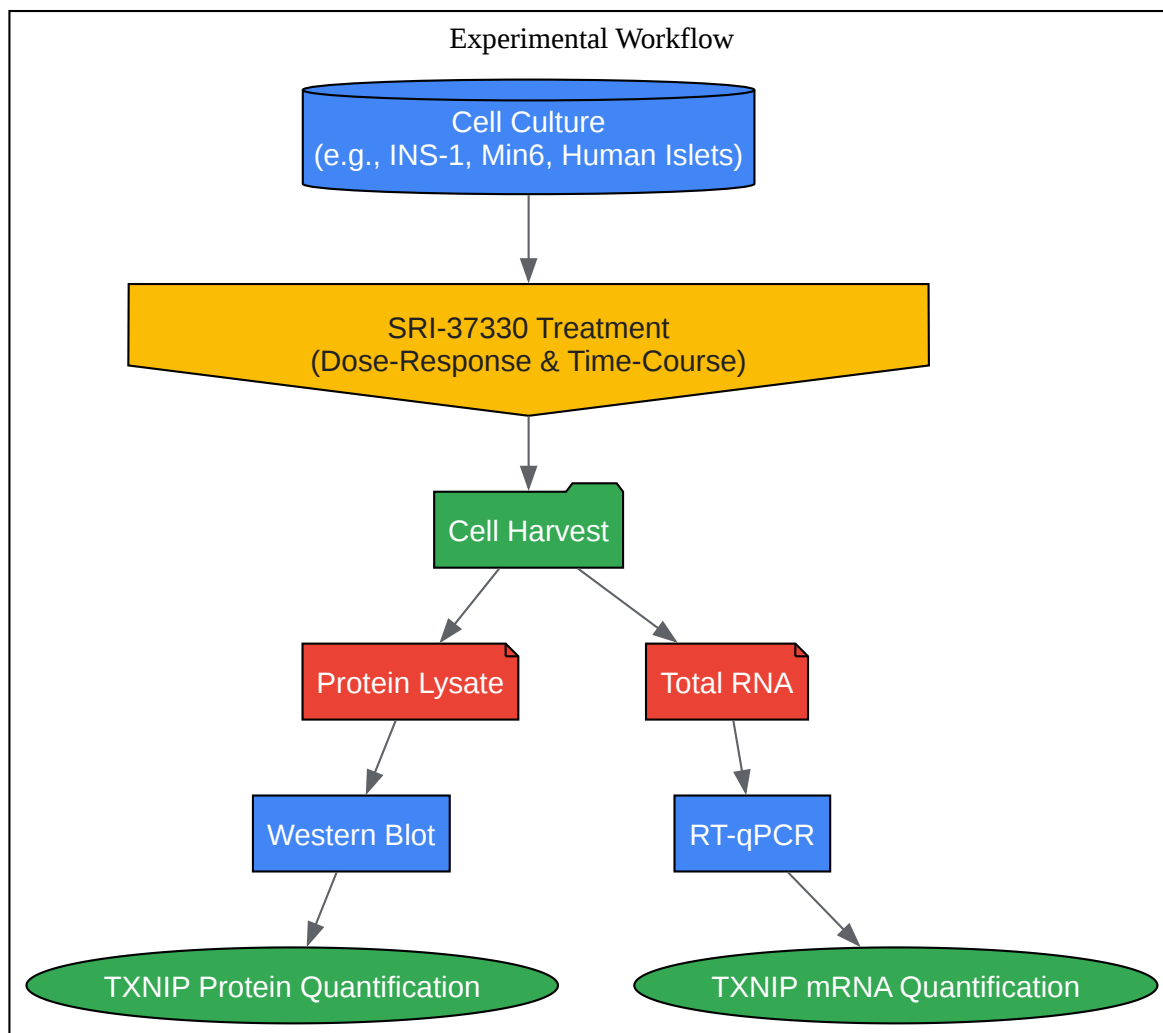 Experimental Workflow
Cell Culture
(e.g., INS-1, Min6, Human Islets)
SRI-37330 Treatment
(Dose-Response & Time-Course)
Cell Harvest
Protein Lysate
Total RNA
Western Blot
RT-qPCR
TXNIP Protein Quantification
TXNIP mRNA Quantification